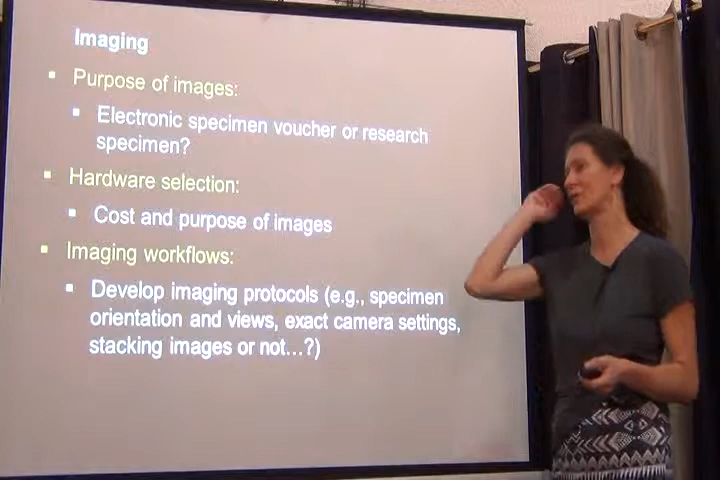 Imaging
Purpose of images:
Electronic specimen voucher or research
specimen?
Hardware selection:
Cost and purpose of images
Imaging workflows:
Develop imaging protocols (e.g., specimen
orientation and views, exact camera settings,
stacking images or not…?)